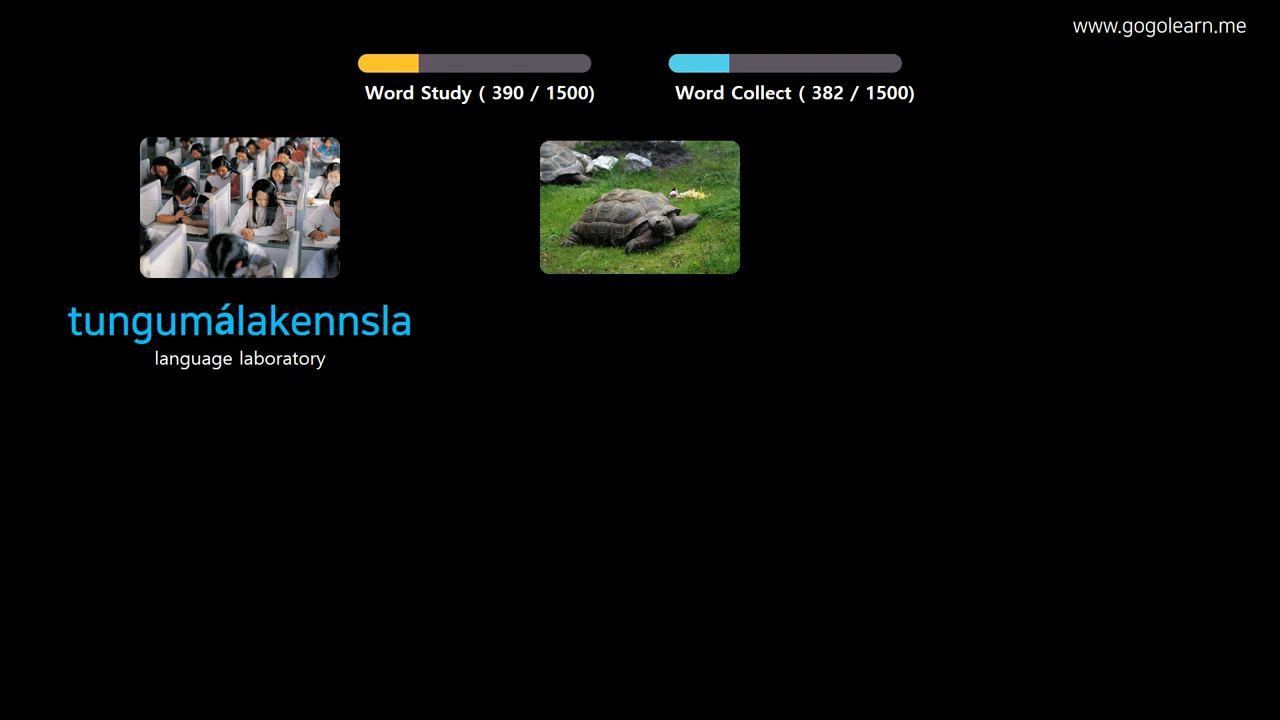 www.gogolearn.me
Word Study ( 390 / 1500)
Word Collect ( 382 / 1500)
tungumálakennsla
language laboratory